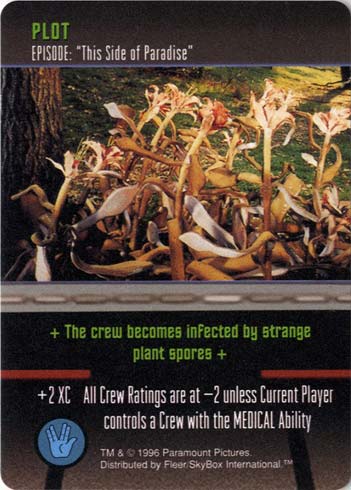 PLOT
EPISODE: "This Side of Paradise"
+ The crew becomes infected by strange
plant spores +
+2 XC All Crew Ratings are at –2 unless Current Player
controls a Crew with the MEDICAL Ability
TM & © 1996 Paramount Pictures.
Distributed by Fleer/SkyBox International.™